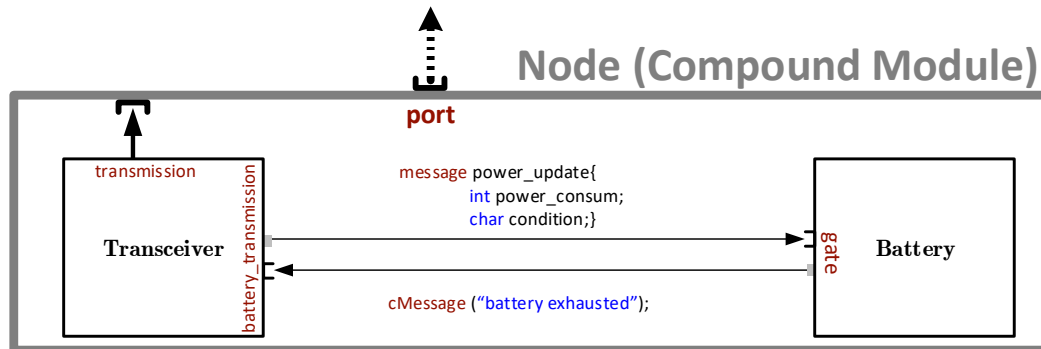 Node (Compound Module)
port
transmission
battery_transmission
Transceiver
message power_update{
int power_consum;
char condition;}
gate
Battery
cMessage (“battery exhausted”);